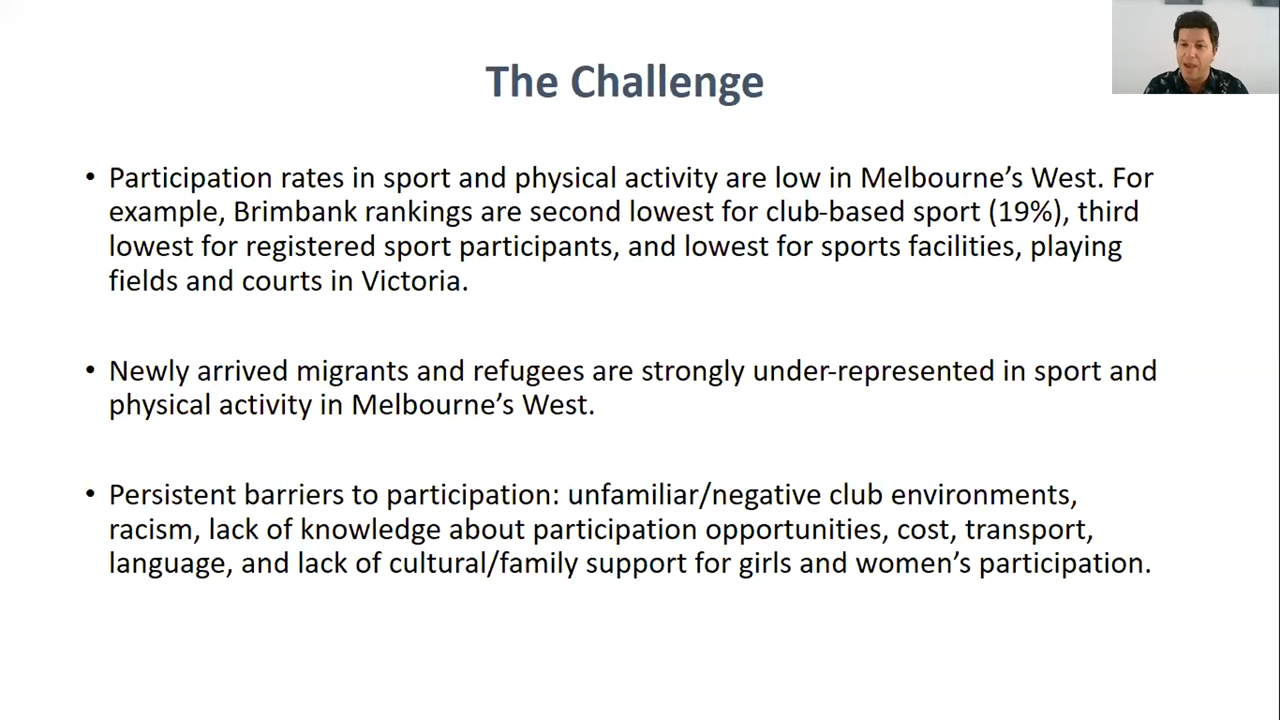 The Challenge
• Participation rates in sport and physical activity are low in Melbourne’s West. For
example, Brimbank rankings are second lowest for club-based sport (19%), third
lowest for registered sport participants, and lowest for sports facilities, playing
fields and courts in Victoria.
• Newly arrived migrants and refugees are strongly under-represented in sport and
physical activity in Melbourne’s West.
• Persistent barriers to participation: unfamiliar/negative club environments,
racism, lack of knowledge about participation opportunities, cost, transport,
language, and lack of cultural/family support for girls and women’s participation.